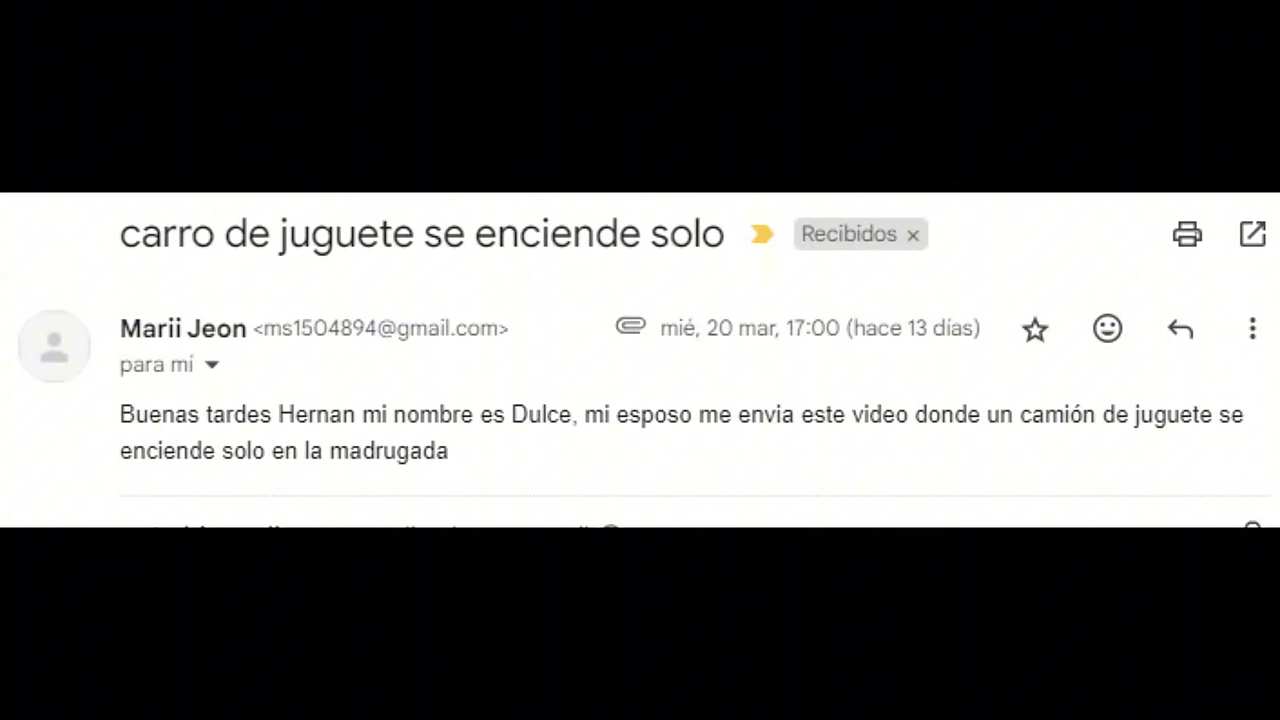 carro de juguete se enciende solo Recibidos ×
Marii Jeon <ms1504894@gmail.com> mié, 20 mar, 17:00 (hace 13 días)
para mí
Buenas tardes Hernan mi nombre es Dulce, mi esposo me envia este video donde un camión de juguete se
enciende solo en la madrugada